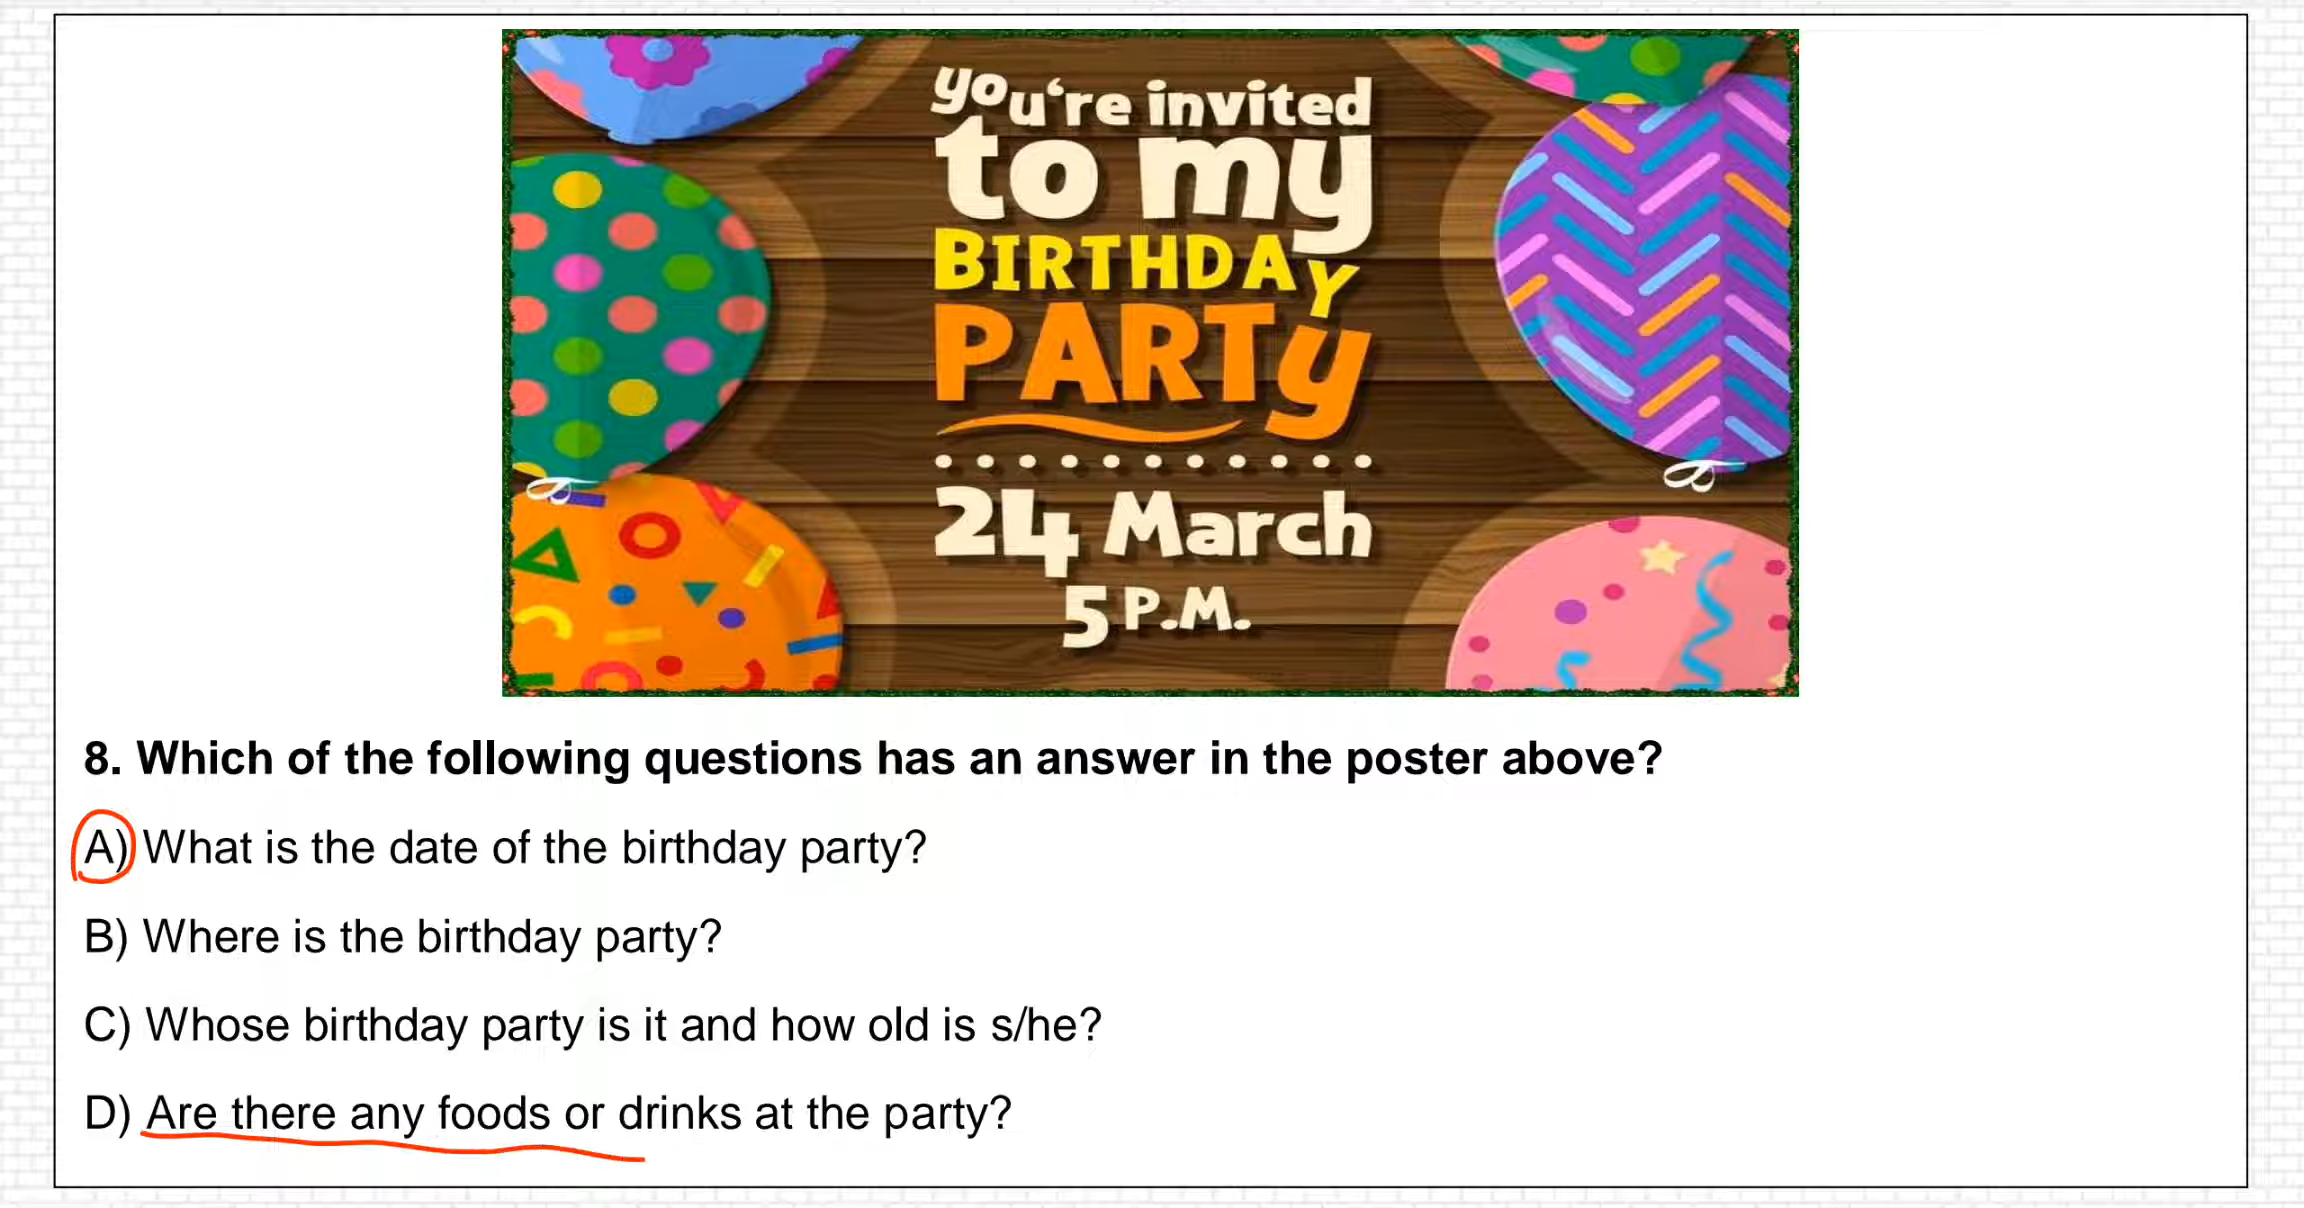 you're invited
to my
BIRTHDAY
PARTy
24 March
5 P.M.
8. Which of the following questions has an answer in the poster above?
A) What is the date of the birthday party?
B) Where is the birthday party?
C) Whose birthday party is it and how old is s/he?
D) Are there any foods or drinks at the party?